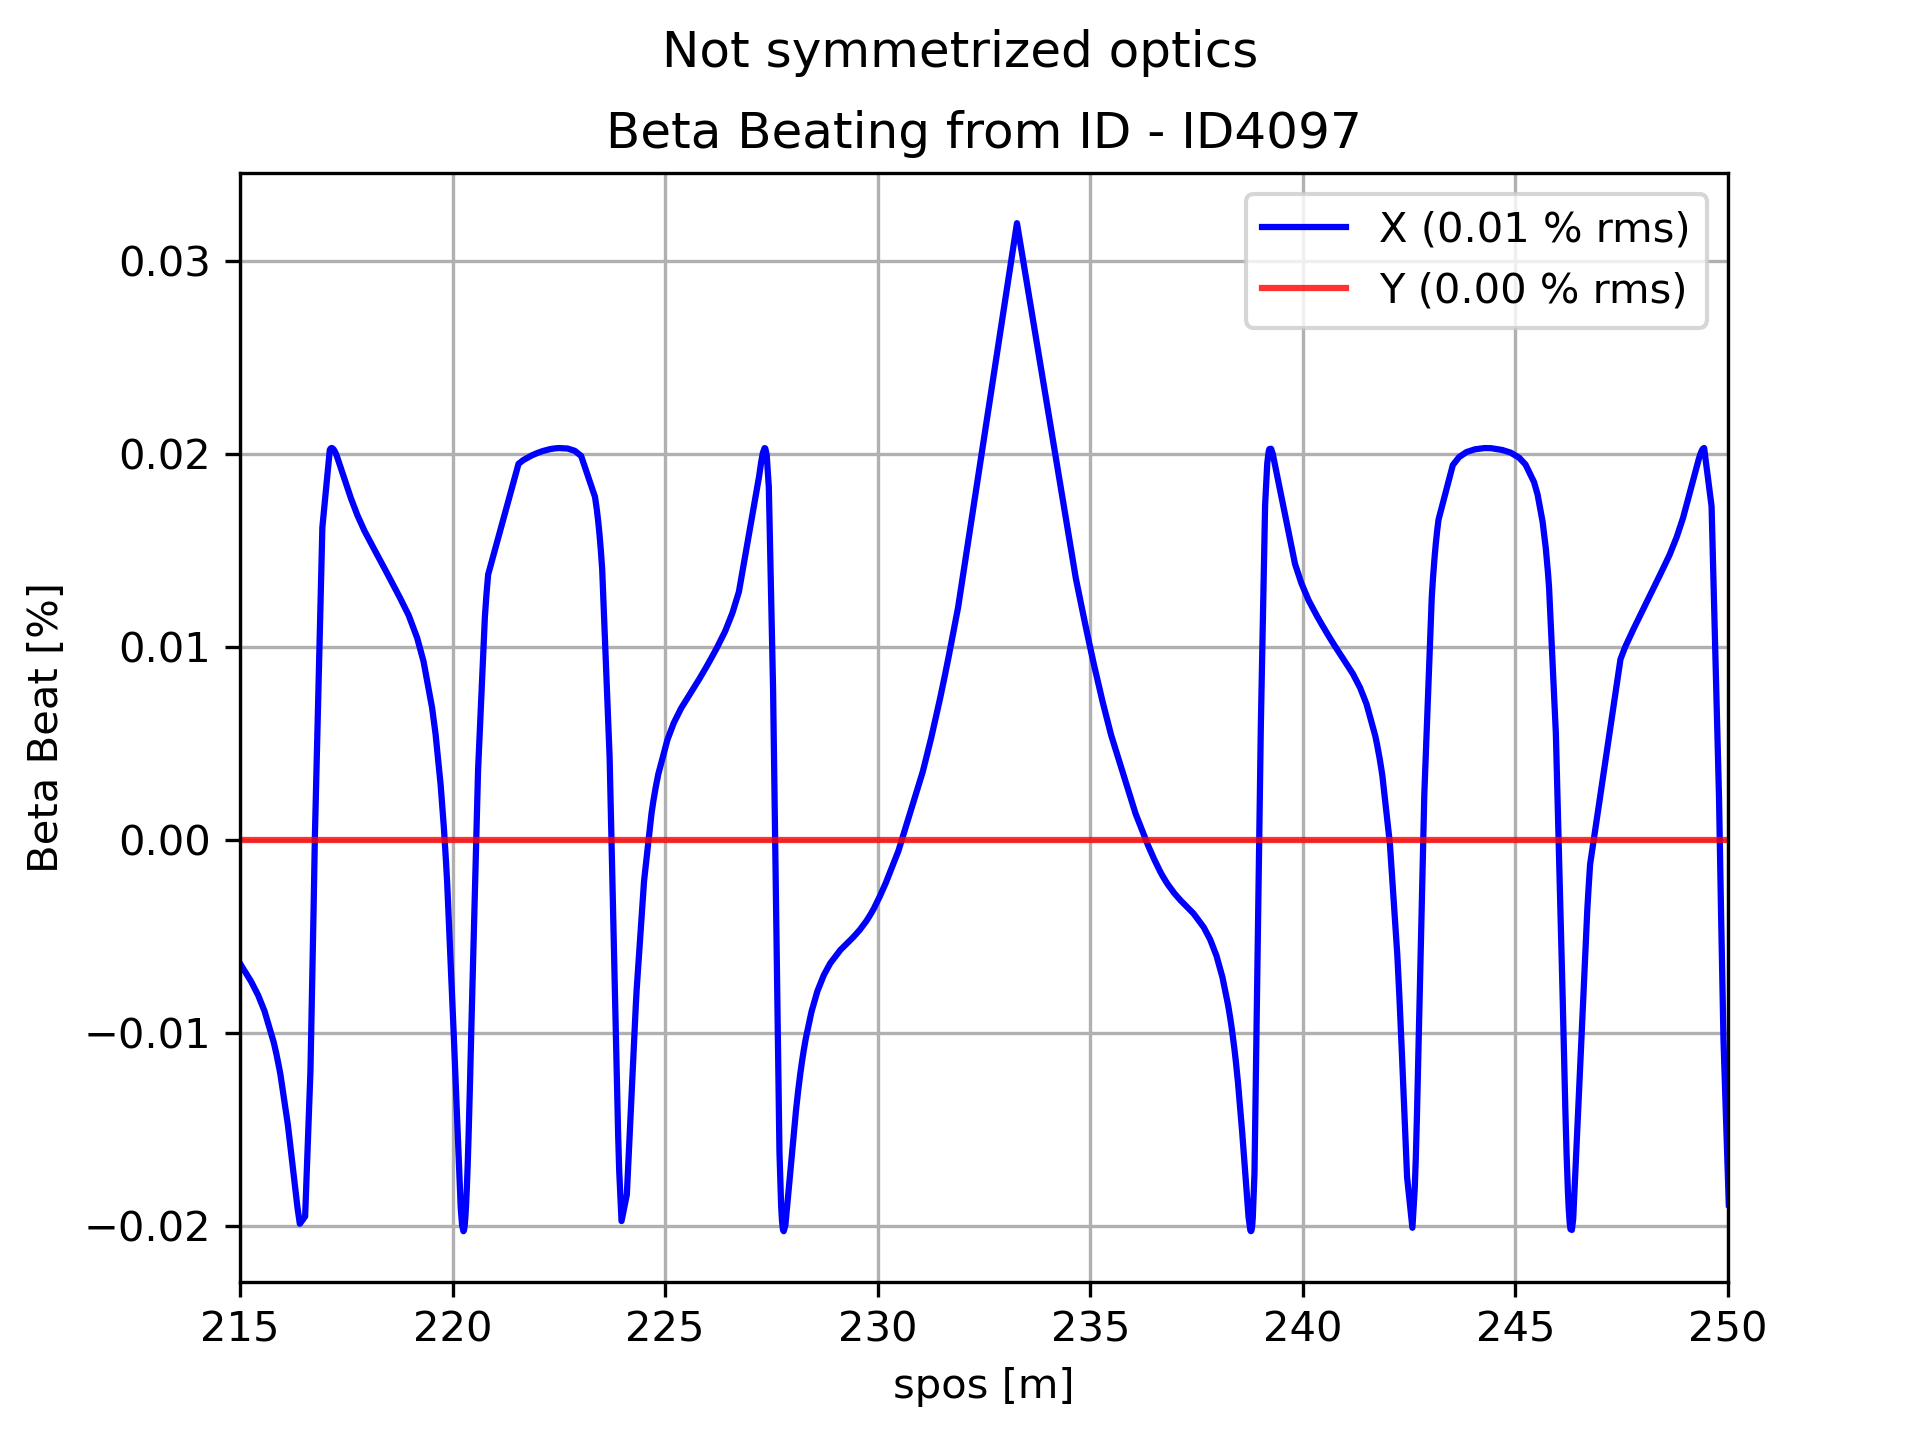 Not symmetrized optics
Beta Beating from ID - ID4097
X (0.01 % rms)
Y (0.00 % rms)
Beta Beat [%]
0.03
0.02
0.01
0.00
−0.01
−0.02
215 220 225 230 235 240 245 250
spos [m]